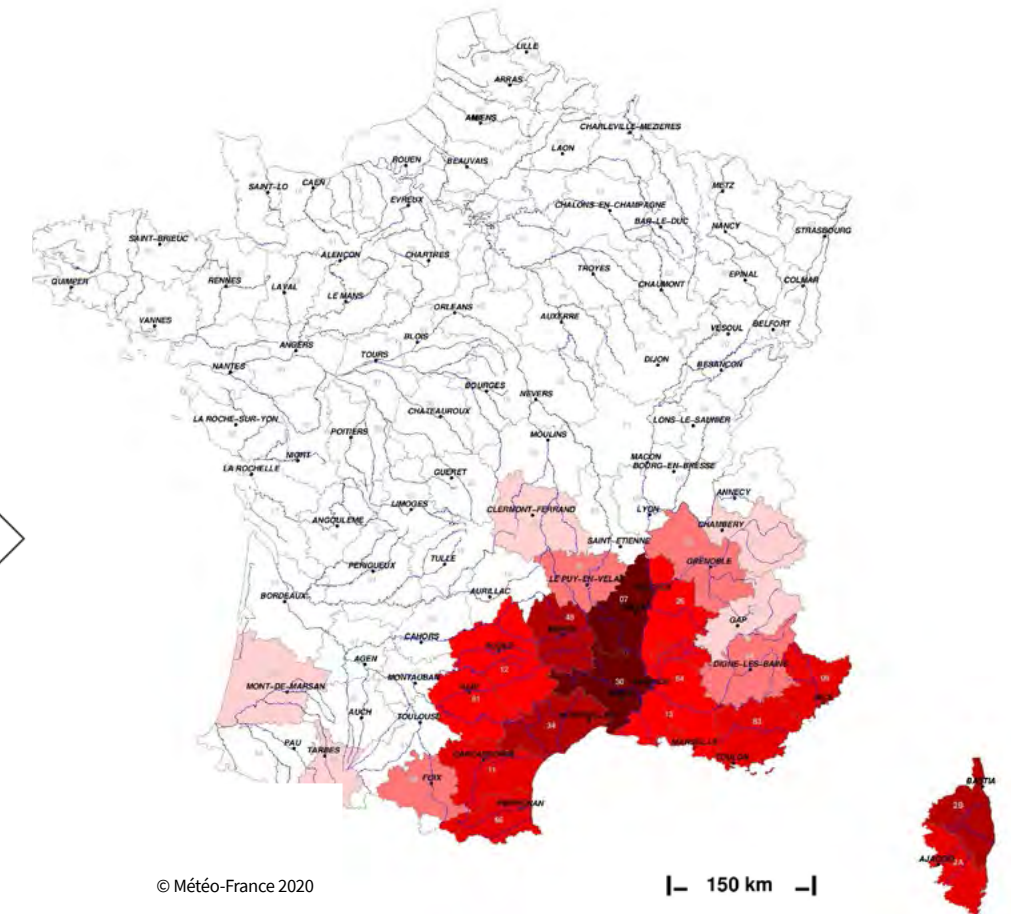 LILLE
ARRAS
AMIENS
CHARLEVILLE-MEZIERES
LAON
ROUEN
BEAUVAIS
SAINT-LO
CAEN
METZ
EVREUX
CHALONS-EN-CHAMPAGNE
BAR-LE-DUC
NANCY
STRASBOURG
SAINT-BRIEUC
ALENÇON
CHARTRES
TROYES
EPINAL
QUIMPER
RENNES
LAVAL
LE MANS
CHAUMONT
COLMAR
ORLEANS
AUXERRE
VANNES
BLOIS
VESOUL
BELFORT
ANGERS
TOURS
DIJON
NANTES
BESANCON
BOURGES
NEVERS
CHATEAUROUX
LA ROCHE-SUR-YON
LONS-LE-SAUNIER
POITIERS
MOULINS
NIORT
MACON
LA ROCHELLE
BOURG-EN-BRESSE
GUERET
ANNECY
LIMOGES
CLERMONT-FERRAND
LYON
ANGOULEME
CHAMBERY
SAINT-ETIENNE
TULLE
GRENOBLE
PERIGUEUX
LE PUY-EN-VELAY
AURILLAC
BORDEAUX
07
26
48
GAP
CAHORS
AGEN
12
DIGNE-LES-BAINS
MONT-DE-MARSAN
MONTAUBAN
30
84
06
81
AUCH
TOULOUSE
34
13
83
PAU
TARBES
CARCASSONNE
MARSEILLE
TOULON
11
FOIX
PERPIGNAN
66
BASTIA
2B
AJACCIO
2A
© Météo-France 2020
150 km